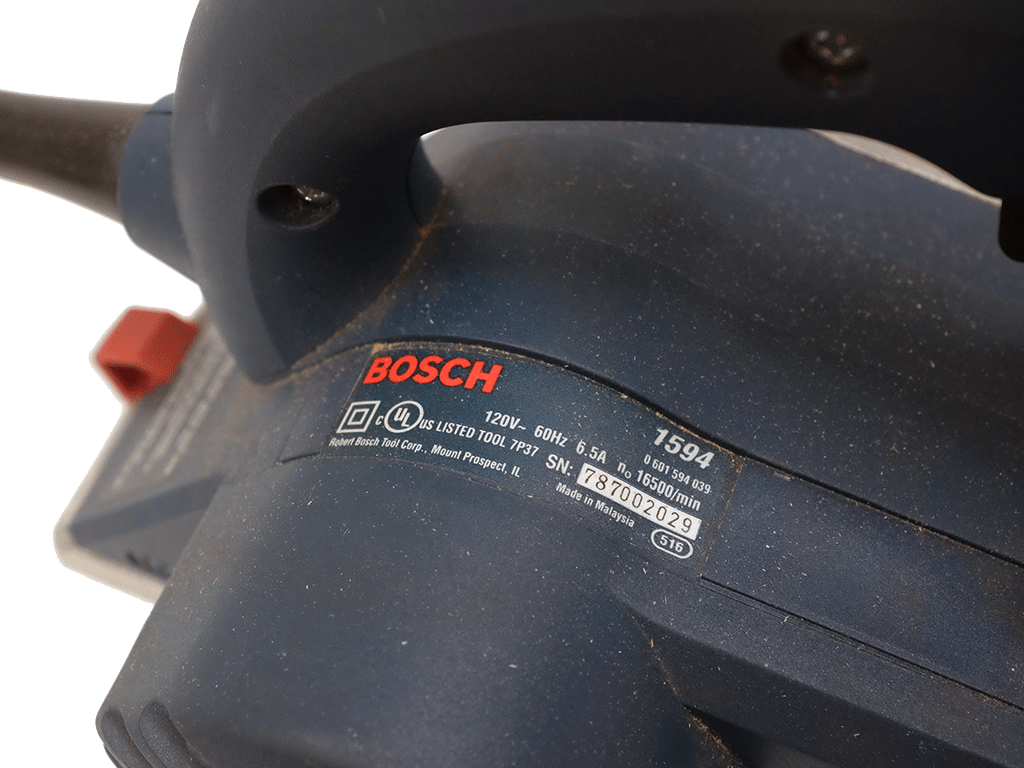 BOSCH
1594
0 601 594 039
120V~ 60Hz 6.5A n₀ 16500/min
C UL US LISTED TOOL 7P37 SN: 787002029
Robert Bosch Tool Corp., Mount Prospect, IL Made in Malaysia 516